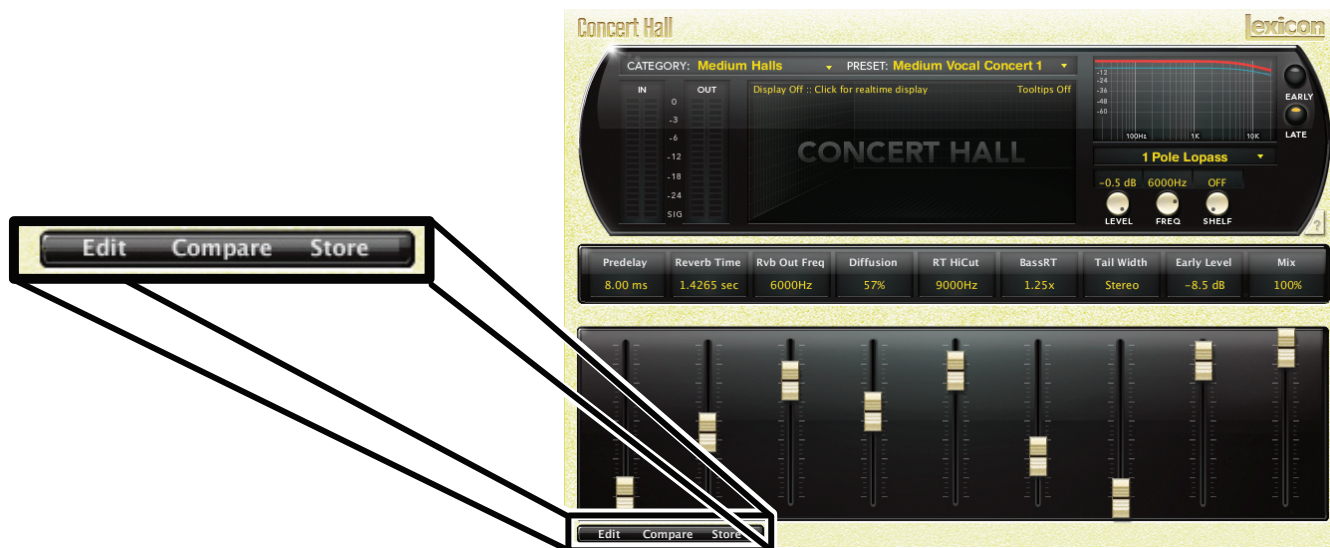 Concert Hall
lexicon
CATEGORY: Medium Halls PRESET: Medium Vocal Concert 1
IN OUT
Display Off :: Click for realtime display Tooltips Off
0
-3
-6
-12
-18
-24
SIG
CONCERT HALL
-12
-24
-36
-48
-60
100Hz 1K 10K
EARLY
LATE
1 Pole Lopass
-0.5 dB 6000Hz OFF
LEVEL FREQ SHELF
?
Edit Compare Store
Predelay Reverb Time Rvb Out Freq Diffusion RT HiCut BassRT Tail Width Early Level Mix
8.00 ms 1.4265 sec 6000Hz 57% 9000Hz 1.25x Stereo -8.5 dB 100%
Edit Compare Store